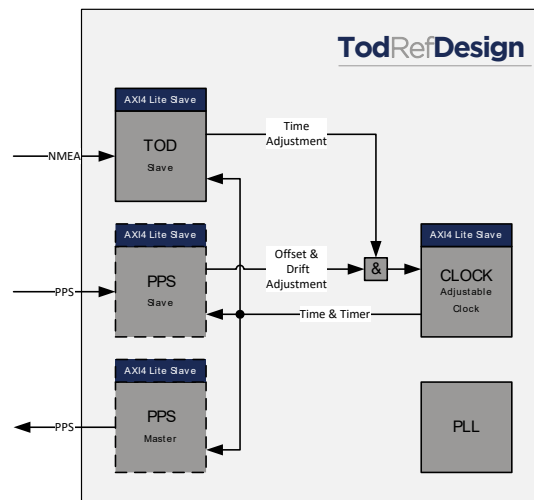 TodRefDesign
AXI4 Lite Slave
TOD
Slave
NMEA
Time
Adjustment
AXI4 Lite Slave
PPS
Slave
PPS
Offset &
Drift
Adjustment
&
AXI4 Lite Slave
CLOCK
Adjustable
Clock
Time & Timer
AXI4 Lite Slave
PPS
Master
PPS
PLL